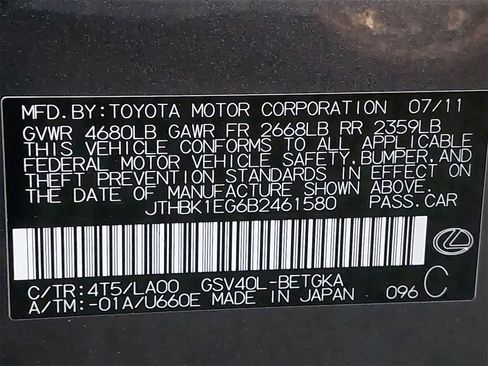 MFD.BY:TOYOTA MOTOR CORPORATION 07/11
GVWR 4680LB GAWR FR 2668LB RR 2359LB
THIS VEHICLE CONFORMS TO ALL APPLICABLE
FEDERAL MOTOR VEHICLE SAFETY,BUMPER,AND
THEFT PREVENTION STANDARDS IN EFFECT ON
THE DATE OF MANUFACTURE SHOWN ABOVE.
JTHBK1EG6B2461580 PASS.CAR
C/TR:4T5/LA00 GSV40L-BETGKA
A/TM:-01A/U660E MADE IN JAPAN 096 C